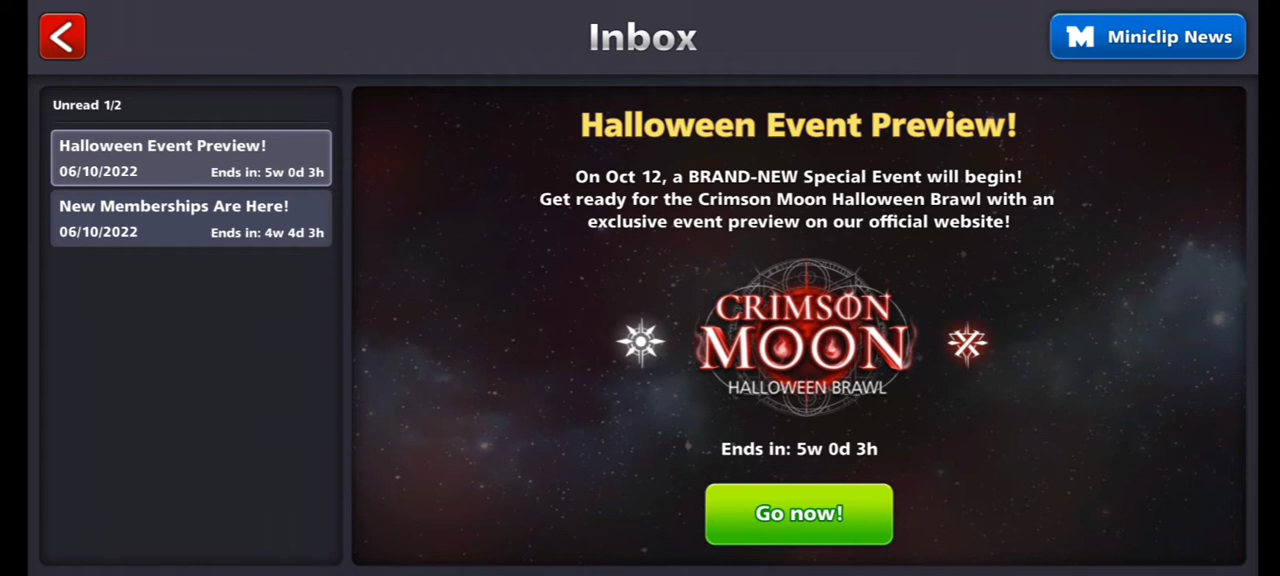 Inbox
Miniclip News
Unread 1/2
Halloween Event Preview!
06/10/2022 Ends in: 5w 0d 3h
New Memberships Are Here!
06/10/2022 Ends in: 4w 4d 3h
Halloween Event Preview!
On Oct 12, a BRAND-NEW Special Event will begin!
Get ready for the Crimson Moon Halloween Brawl with an
exclusive event preview on our official website!
CRIMSON
MOON
HALLOWEEN BRAWL
Ends in: 5w 0d 3h
Go now!